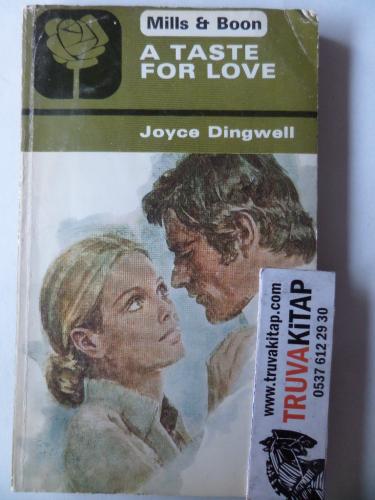 Mills & Boon
A TASTE
FOR LOVE
Joyce Dingwell
www.truvakitap.com
TRUVAKiTAP
0537 612 29 30